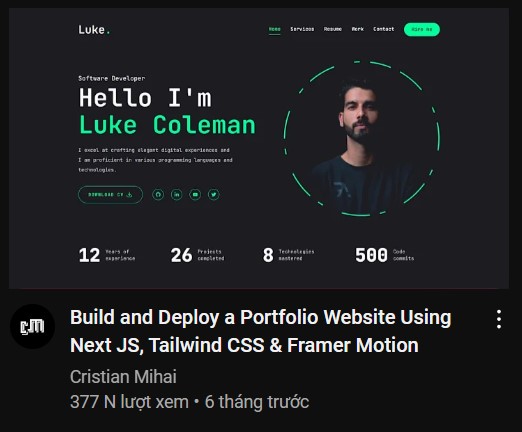 Luke.
Home Services Resume Work Contact Hire me
Software Developer
Hello I'm
Luke Coleman
I excel at crafting elegant digital experiences and
I am proficient in various programming languages and
technologies.
DOWNLOAD CV
12 Years of experience
26 Projects completed
8 Technologies mastered
500 Code commits
CM
Build and Deploy a Portfolio Website Using
Next JS, Tailwind CSS & Framer Motion
Cristian Mihai
377 N lượt xem • 6 tháng trước